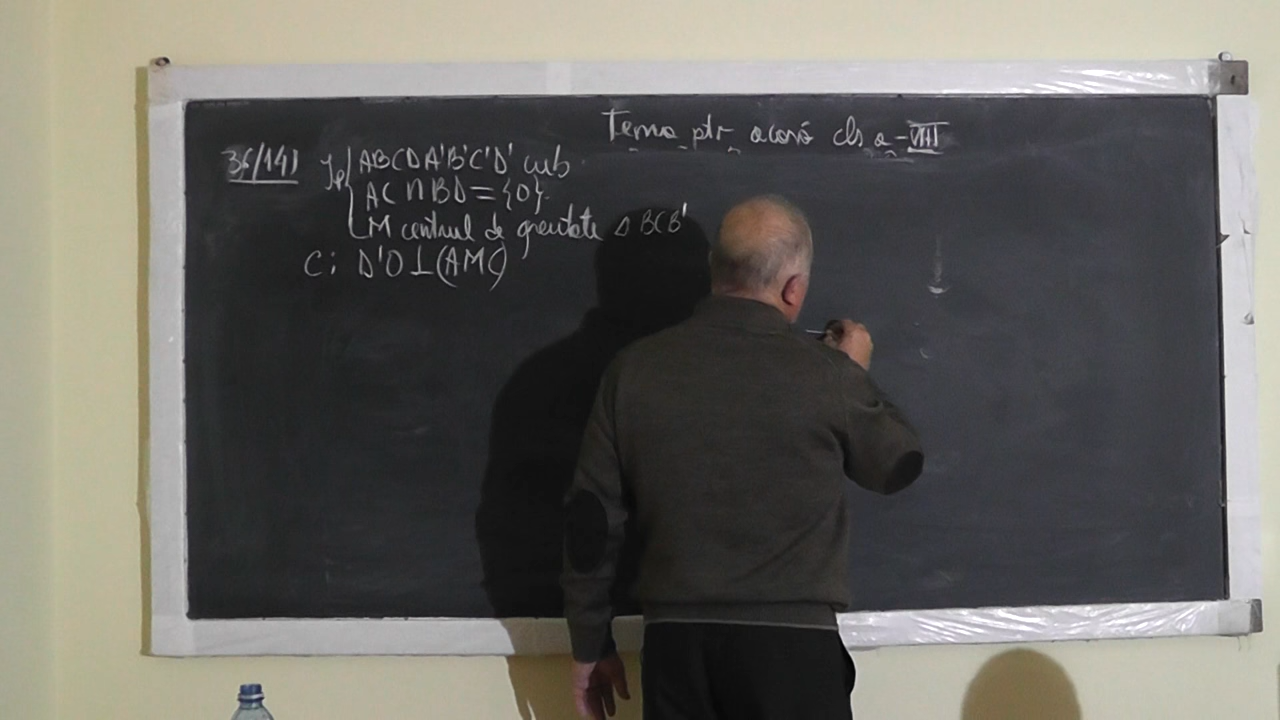 Tema ptr acasă cls a-VIII
36/141 Ip ABCDA'B'C'D' cub
AC ∩ BD = {O}
M centrul de greutate Δ BCB'
C: D'O ⊥ (AMC)